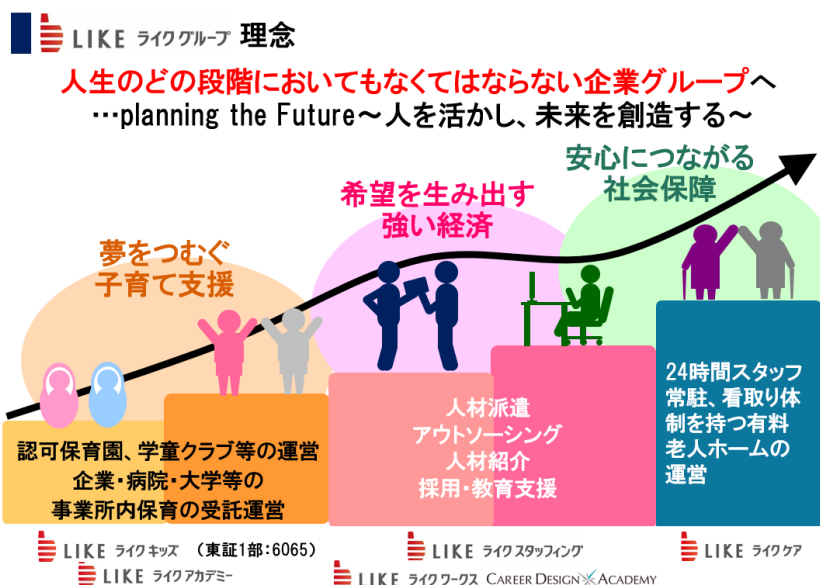 LIKE ライクグループ 理念
人生のどの段階においてもなくてはならない企業グループへ
…planning the Future～人を活かし、未来を創造する～
安心につながる
社会保障
希望を生み出す
強い経済
夢をつむぐ
子育て支援
認可保育園、学童クラブ等の運営
企業・病院・大学等の
事業所内保育の受託運営
人材派遣
アウトソーシング
人材紹介
採用・教育支援
24時間スタッフ
常駐、看取り体
制を持つ有料
老人ホームの
運営
LIKE ライクキッズ （東証1部：6065）
LIKE ライクアカデミー
LIKE ライクスタッフィング
LIKE ライクワークス CAREER DESIGN ACADEMY
LIKE ライクケア